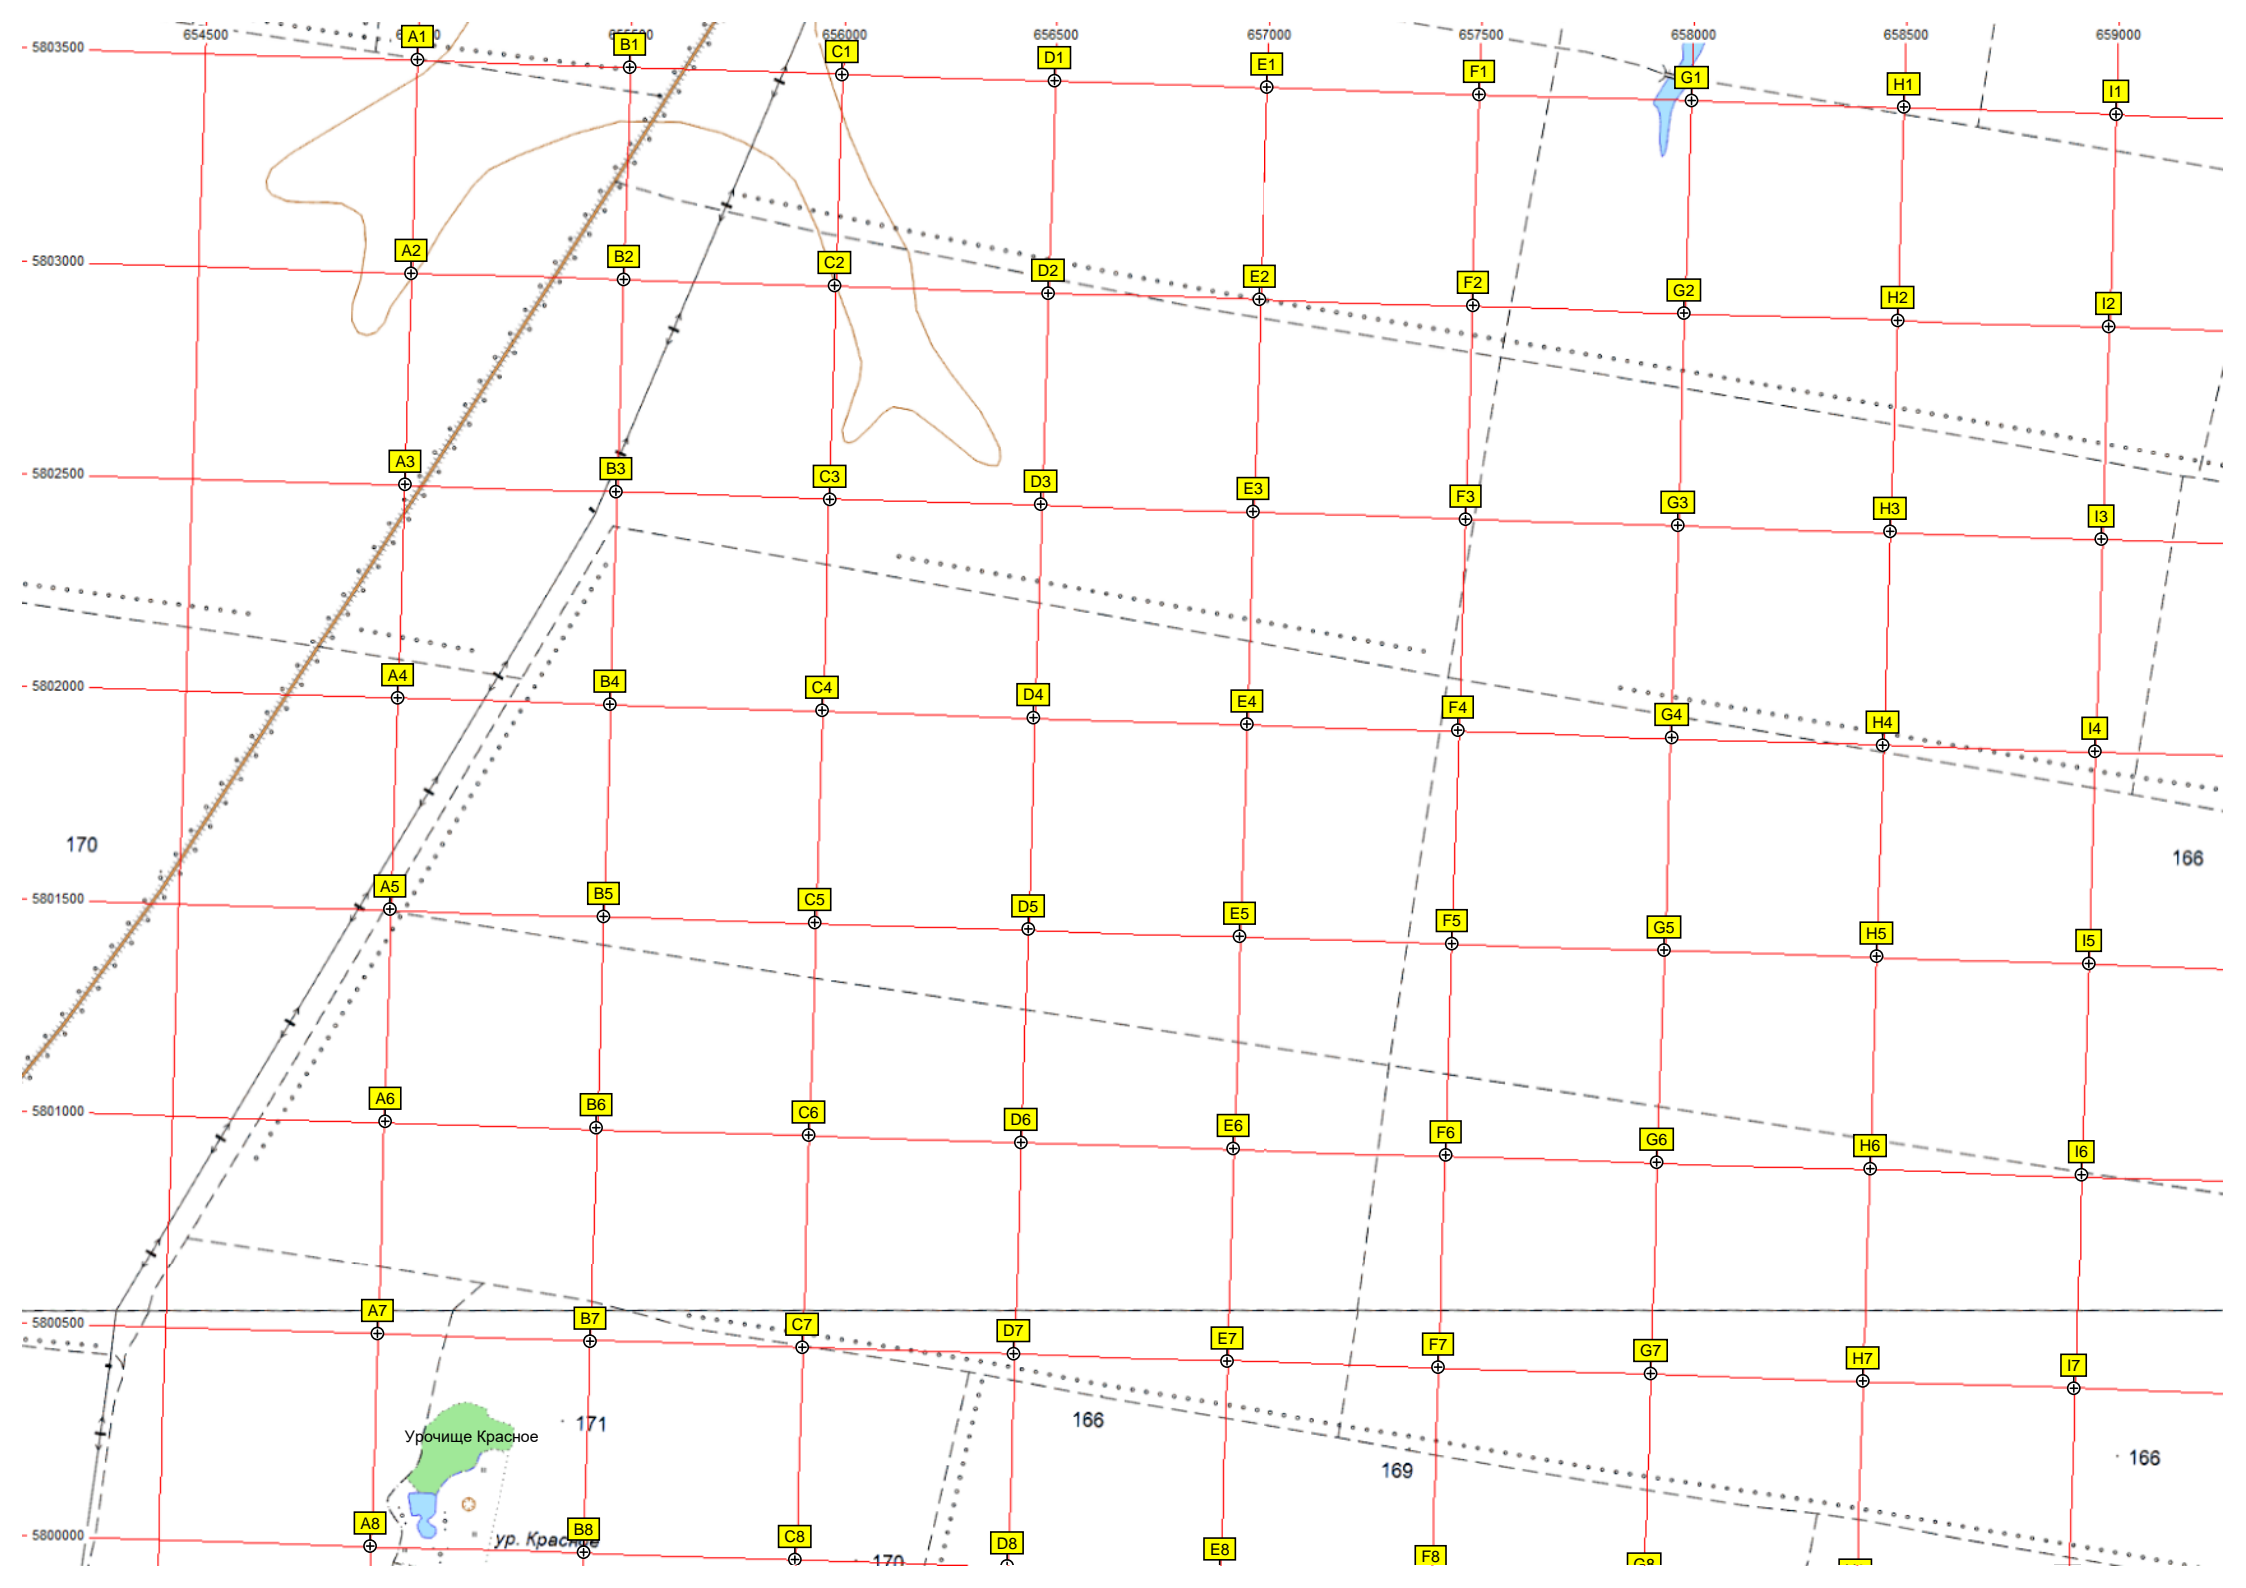 654500 655500 656000 656500 657000 657500 658000 658500 659000
5803500
A1 B1 C1 D1 E1 F1 G1 H1 I1
5803000
A2 B2 C2 D2 E2 F2 G2 H2 I2
5802500
A3 B3 C3 D3 E3 F3 G3 H3 I3
5802000
A4 B4 C4 D4 E4 F4 G4 H4 I4
170
166
5801500
A5 B5 C5 D5 E5 F5 G5 H5 I5
5801000
A6 B6 C6 D6 E6 F6 G6 H6 I6
5800500
A7 B7 C7 D7 E7 F7 G7 H7 I7
171
166
Урочище Красное
169
166
5800000
A8 B8 C8 D8 E8 F8 G8
ур. Красное
170